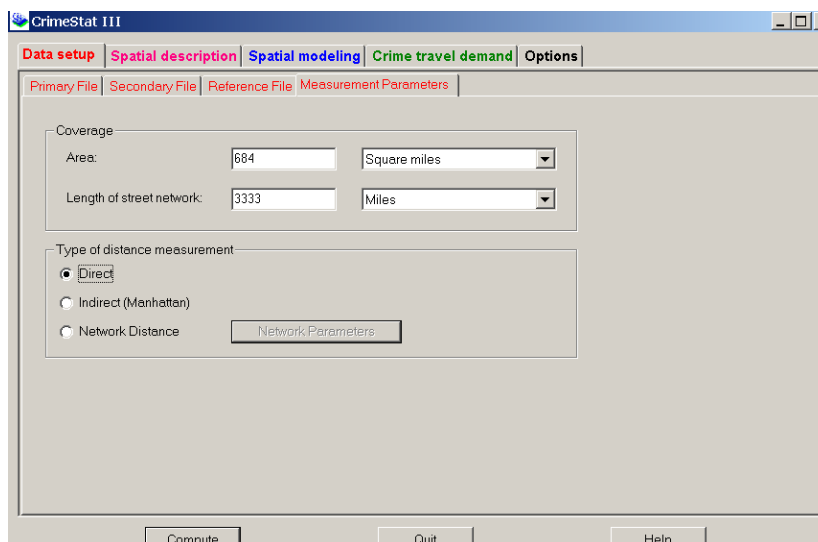 CrimeStat III
Data setup Spatial description Spatial modeling Crime travel demand Options
Primary File Secondary File Reference File Measurement Parameters
Coverage
Area: 684 Square miles
Length of street network: 3333 Miles
Type of distance measurement
Direct
Indirect (Manhattan)
Network Distance Network Parameters
Compute Quit Help